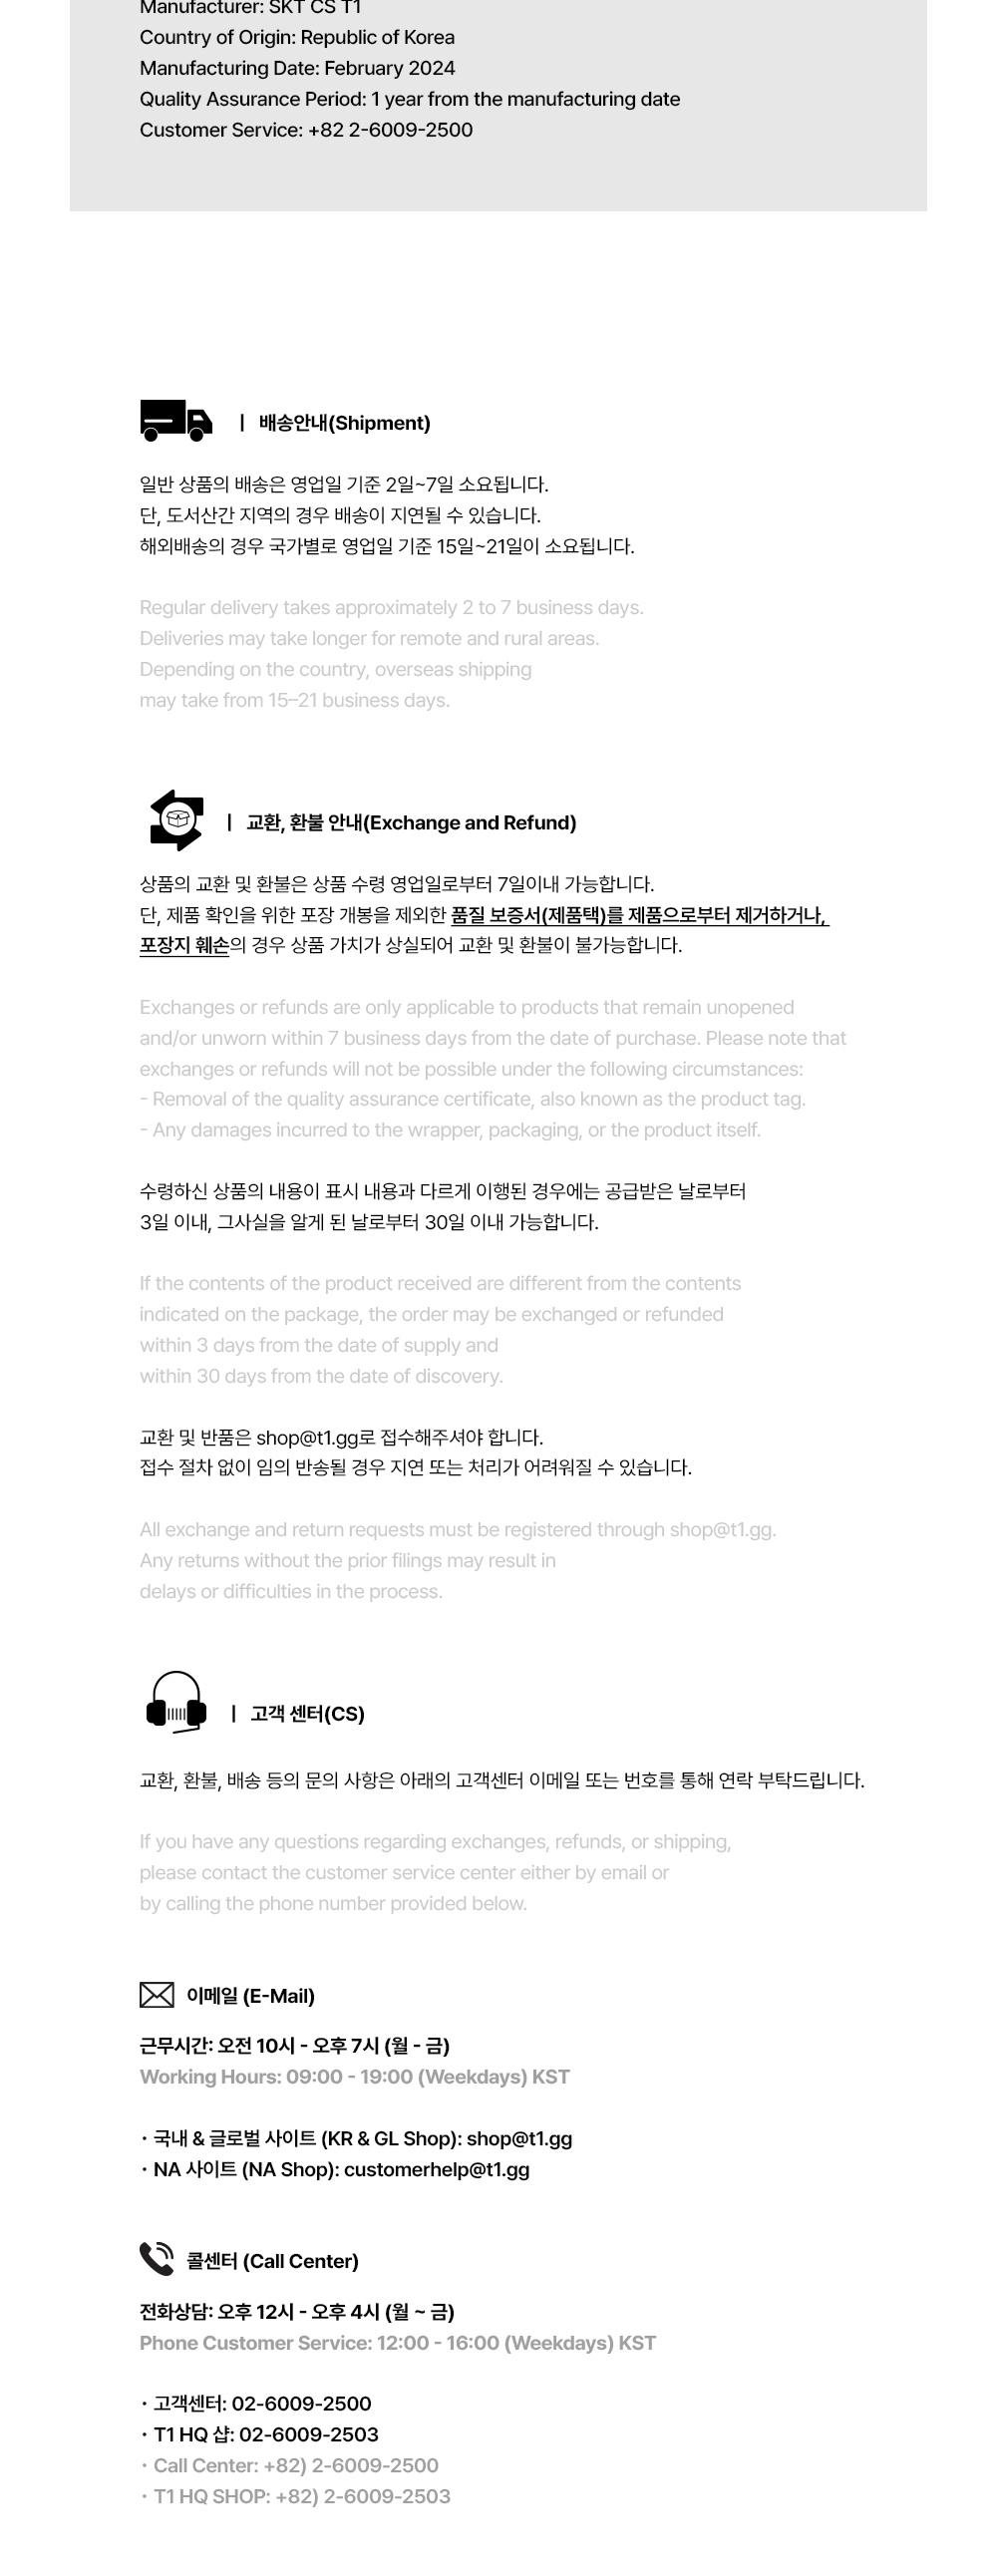 Manufacturer: SKT CS T1
Country of Origin: Republic of Korea
Manufacturing Date: February 2024
Quality Assurance Period: 1 year from the manufacturing date
Customer Service: +82 2-6009-2500
| 배송안내(Shipment)
일반 상품의 배송은 영업일 기준 2일~7일 소요됩니다.
단, 도서산간 지역의 경우 배송이 지연될 수 있습니다.
해외배송의 경우 국가별로 영업일 기준 15일~21일이 소요됩니다.
Regular delivery takes approximately 2 to 7 business days.
Deliveries may take longer for remote and rural areas.
Depending on the country, overseas shipping
may take from 15–21 business days.
| 교환, 환불 안내(Exchange and Refund)
상품의 교환 및 환불은 상품 수령 영업일로부터 7일이내 가능합니다.
단, 제품 확인을 위한 포장 개봉을 제외한 품질 보증서(제품택)를 제품으로부터 제거하거나,
포장지 훼손의 경우 상품 가치가 상실되어 교환 및 환불이 불가능합니다.
Exchanges or refunds are only applicable to products that remain unopened
and/or unworn within 7 business days from the date of purchase. Please note that
exchanges or refunds will not be possible under the following circumstances:
- Removal of the quality assurance certificate, also known as the product tag.
- Any damages incurred to the wrapper, packaging, or the product itself.
수령하신 상품의 내용이 표시 내용과 다르게 이행된 경우에는 공급받은 날로부터
3일 이내, 그사실을 알게 된 날로부터 30일 이내 가능합니다.
If the contents of the product received are different from the contents
indicated on the package, the order may be exchanged or refunded
within 3 days from the date of supply and
within 30 days from the date of discovery.
교환 및 반품은 shop@t1.gg로 접수해주셔야 합니다.
접수 절차 없이 임의 반송될 경우 지연 또는 처리가 어려워질 수 있습니다.
All exchange and return requests must be registered through shop@t1.gg.
Any returns without the prior filings may result in
delays or difficulties in the process.
| 고객 센터(CS)
교환, 환불, 배송 등의 문의 사항은 아래의 고객센터 이메일 또는 번호를 통해 연락 부탁드립니다.
If you have any questions regarding exchanges, refunds, or shipping,
please contact the customer service center either by email or
by calling the phone number provided below.
이메일 (E-Mail)
근무시간: 오전 10시 - 오후 7시 (월 - 금)
Working Hours: 09:00 - 19:00 (Weekdays) KST
· 국내 & 글로벌 사이트 (KR & GL Shop): shop@t1.gg
· NA 사이트 (NA Shop): customerhelp@t1.gg
콜센터 (Call Center)
전화상담: 오후 12시 - 오후 4시 (월 ~ 금)
Phone Customer Service: 12:00 - 16:00 (Weekdays) KST
· 고객센터: 02-6009-2500
· T1 HQ 샵: 02-6009-2503
· Call Center: +82) 2-6009-2500
· T1 HQ SHOP: +82) 2-6009-2503